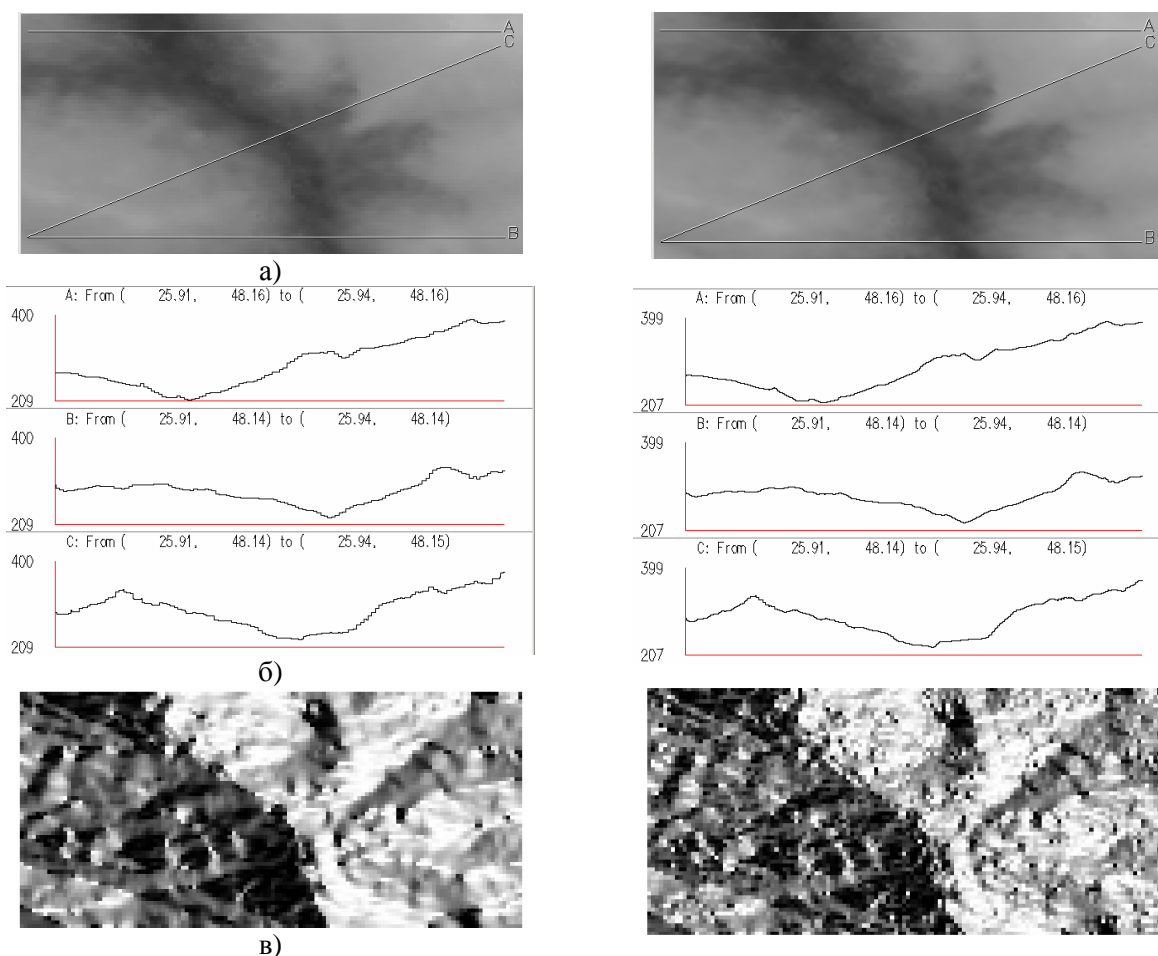 A
C
B
A
C
B
а)
A: From ( 25.91, 48.16) to ( 25.94, 48.16)
400
209
B: From ( 25.91, 48.14) to ( 25.94, 48.14)
400
209
C: From ( 25.91, 48.14) to ( 25.94, 48.15)
400
209
A: From ( 25.91, 48.16) to ( 25.94, 48.16)
399
207
B: From ( 25.91, 48.14) to ( 25.94, 48.14)
399
207
C: From ( 25.91, 48.14) to ( 25.94, 48.15)
399
207
б)
в)